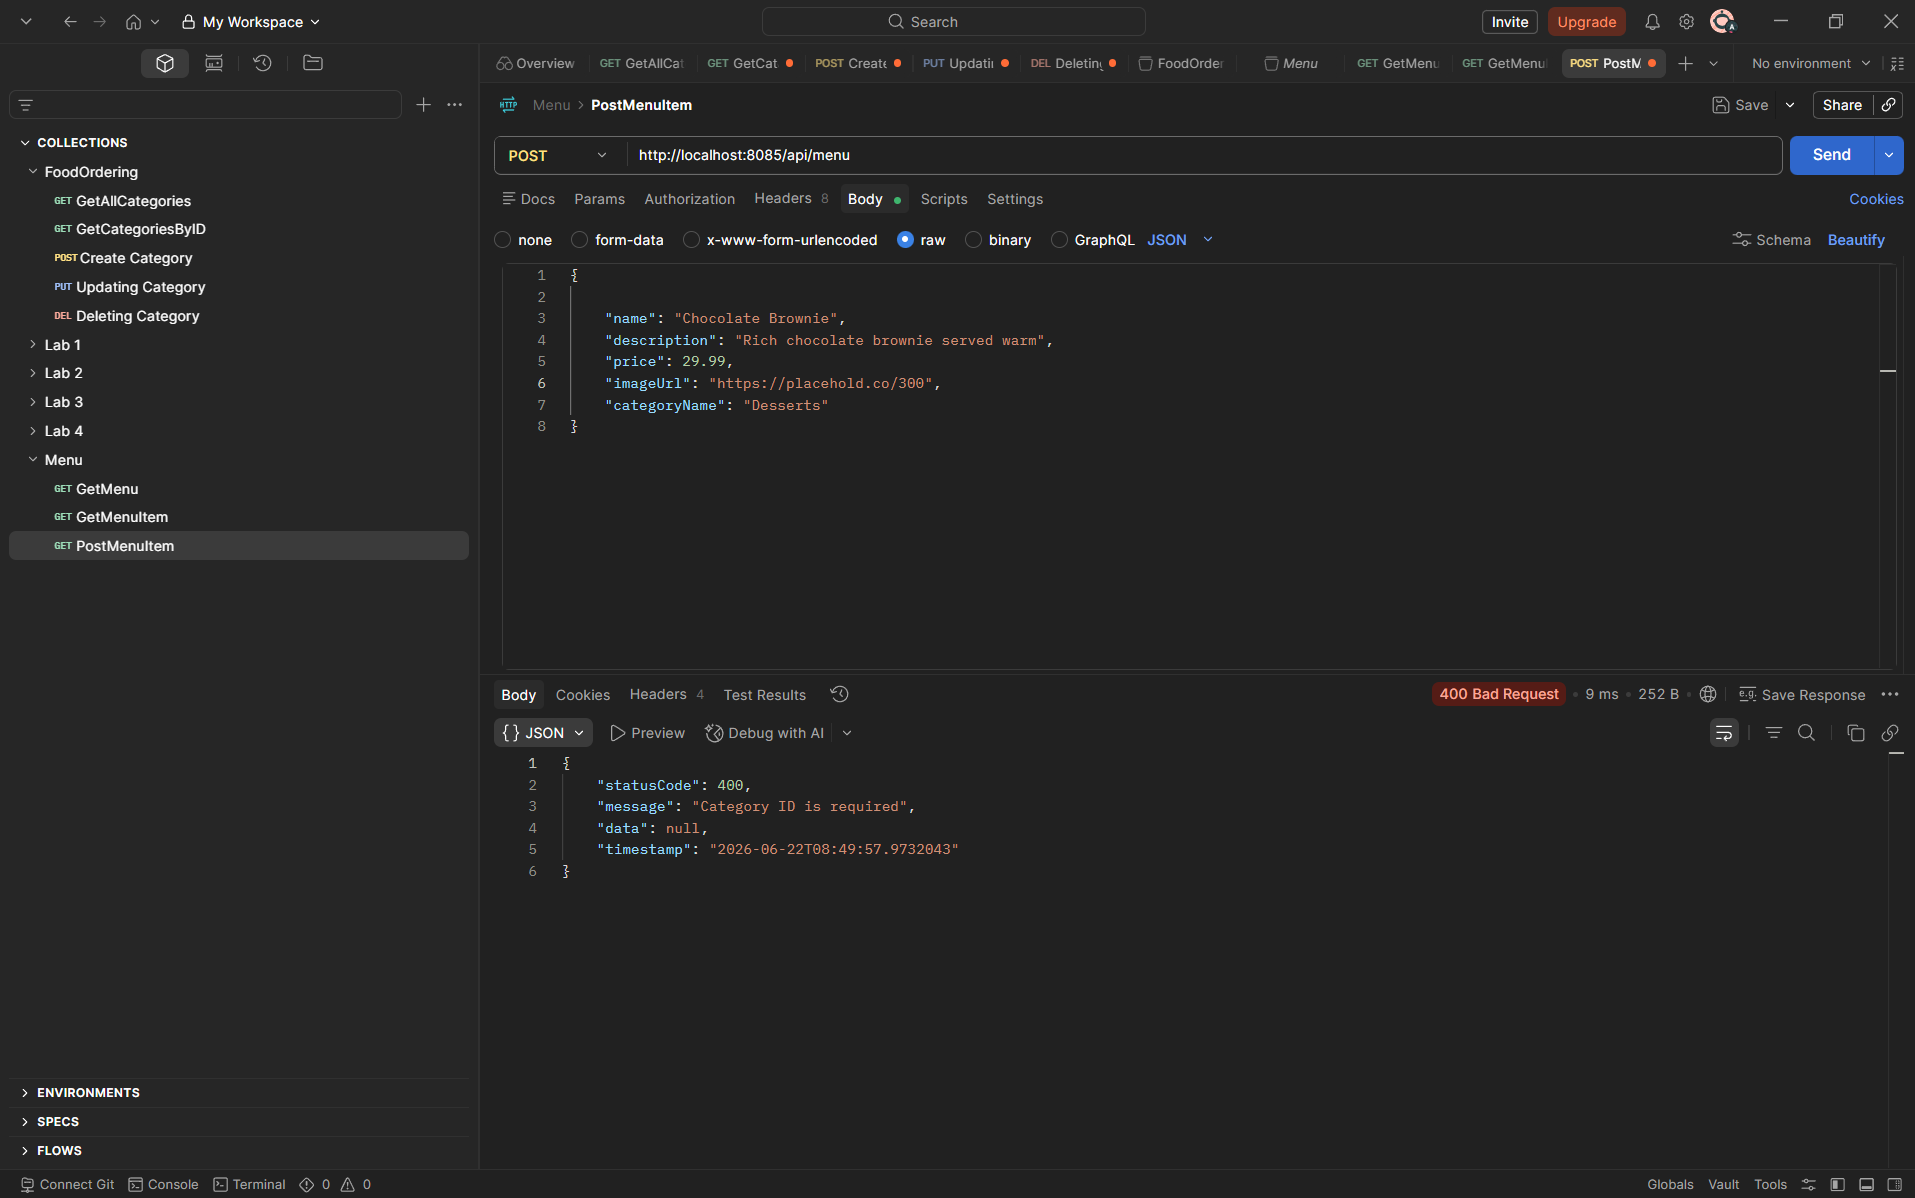 My Workspace
Search
Invite
Upgrade
Overview
GET GetAllCat
GET GetCat
POST Create
PUT Updatin
DEL Deleting
FoodOrder
Menu
GET GetMenu
GET GetMenu
POST PostM
No environment
HTTP Menu > PostMenuItem
Save
Share
COLLECTIONS
FoodOrdering
GET GetAllCategories
GET GetCategoriesByID
POST Create Category
PUT Updating Category
DEL Deleting Category
Lab 1
Lab 2
Lab 3
Lab 4
Menu
GET GetMenu
GET GetMenuItem
GET PostMenuItem
ENVIRONMENTS
SPECS
FLOWS
POST http://localhost:8085/api/menu
Send
Docs Params Authorization Headers 8 Body Scripts Settings
Cookies
none form-data x-www-form-urlencoded raw binary GraphQL JSON
Schema Beautify
1 {
2
3 "name": "Chocolate Brownie",
4 "description": "Rich chocolate brownie served warm",
5 "price": 29.99,
6 "imageUrl": "https://placehold.co/300",
7 "categoryName": "Desserts"
8 }
Body Cookies Headers 4 Test Results
400 Bad Request • 9 ms • 252 B
e.g. Save Response
{} JSON Preview Debug with AI
1 {
2 "statusCode": 400,
3 "message": "Category ID is required",
4 "data": null,
5 "timestamp": "2026-06-22T08:49:57.9732043"
6 }
Connect Git Console Terminal 0 0
Globals Vault Tools